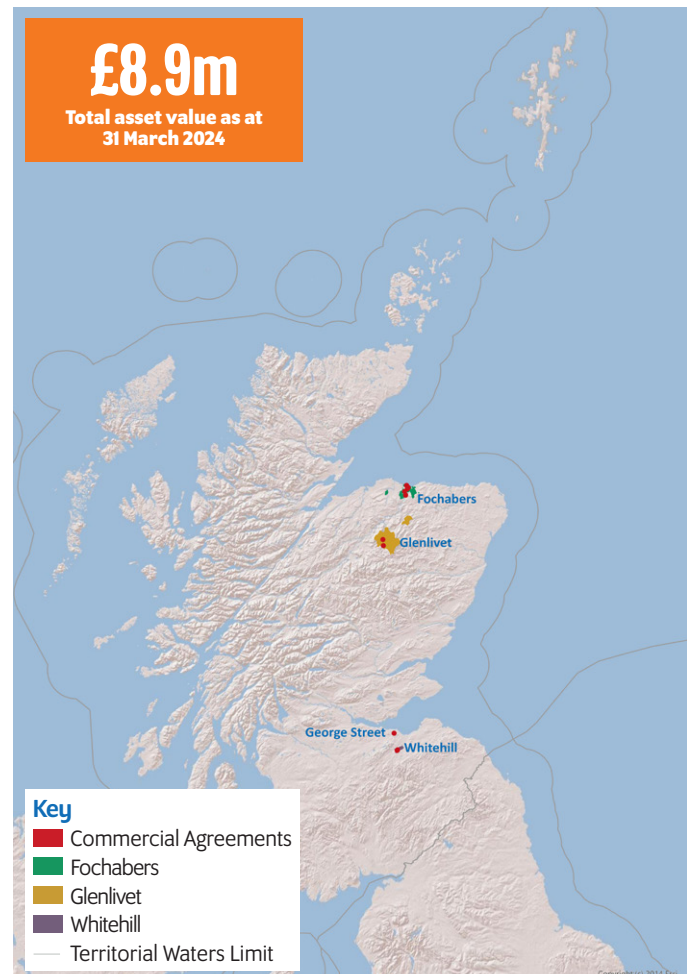 £8.9m
Total asset value as at
31 March 2024
Fochabers
Glenlivet
George Street
Whitehill
Key
Commercial Agreements
Fochabers
Glenlivet
Whitehill
Territorial Waters Limit